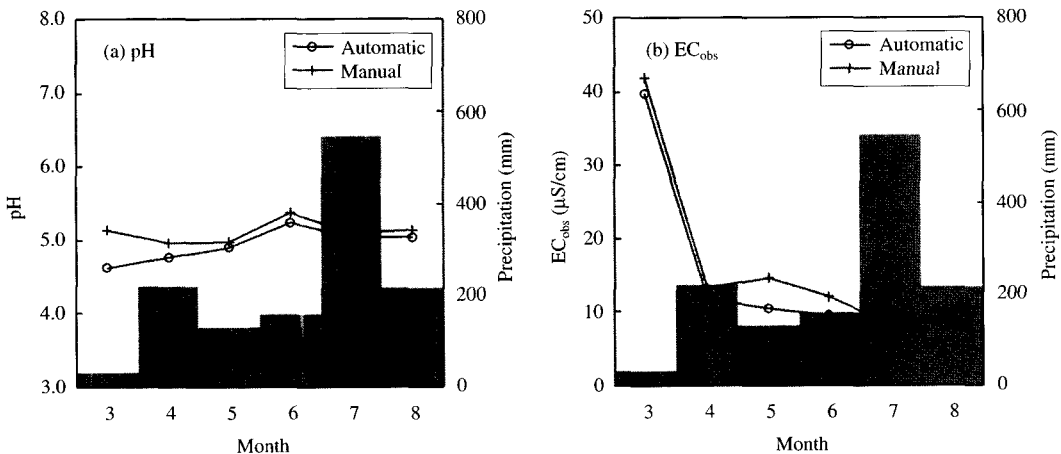 (a) pH
Automatic
Manual
8.0
7.0
6.0
5.0
4.0
3.0
pH
800
600
400
200
0
Precipitation (mm)
3 4 5 6 7 8
Month
(b) ECobs
Automatic
Manual
50
40
30
20
10
0
ECobs (µS/cm)
800
600
400
200
0
Precipitation (mm)
3 4 5 6 7 8
Month